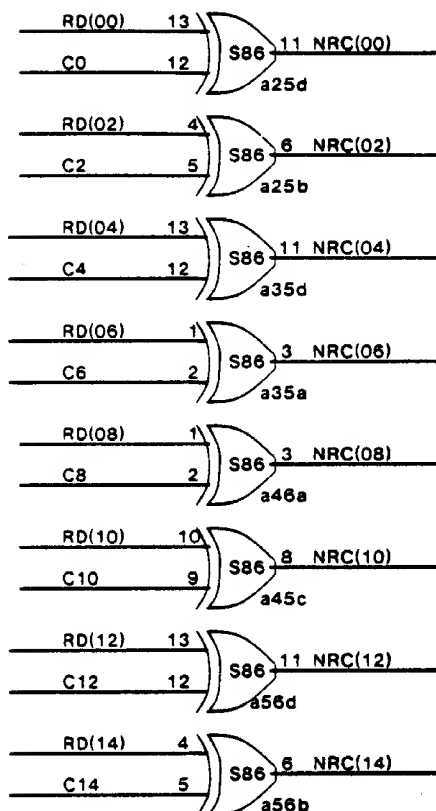 RD(00) 13
S86 11 NRC(00)
C0 12
a25d
RD(02) 4
S86 6 NRC(02)
C2 5
a25b
RD(04) 13
S86 11 NRC(04)
C4 12
a35d
RD(06) 1
S86 3 NRC(06)
C6 2
a35a
RD(08) 1
S86 3 NRC(08)
C8 2
a46a
RD(10) 10
S86 8 NRC(10)
C10 9
a45c
RD(12) 13
S86 11 NRC(12)
C12 12
a56d
RD(14) 4
S86 6 NRC(14)
C14 5
a56b